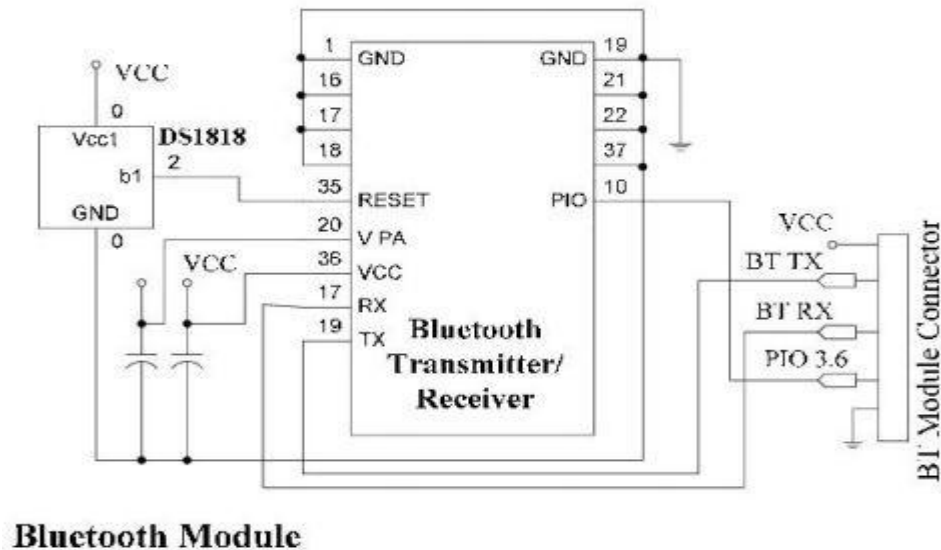 VCC
0
Vcc1
DS1818
2
b1
GND
0
VCC
1
GND
16
17
18
35
RESET
20
V PA
36
VCC
17
RX
19
TX
GND
19
21
22
37
10
PIO
Bluetooth
Transmitter/
Receiver
VCC
BT TX
BT RX
PIO 3.6
BT Module Connector
Bluetooth Module